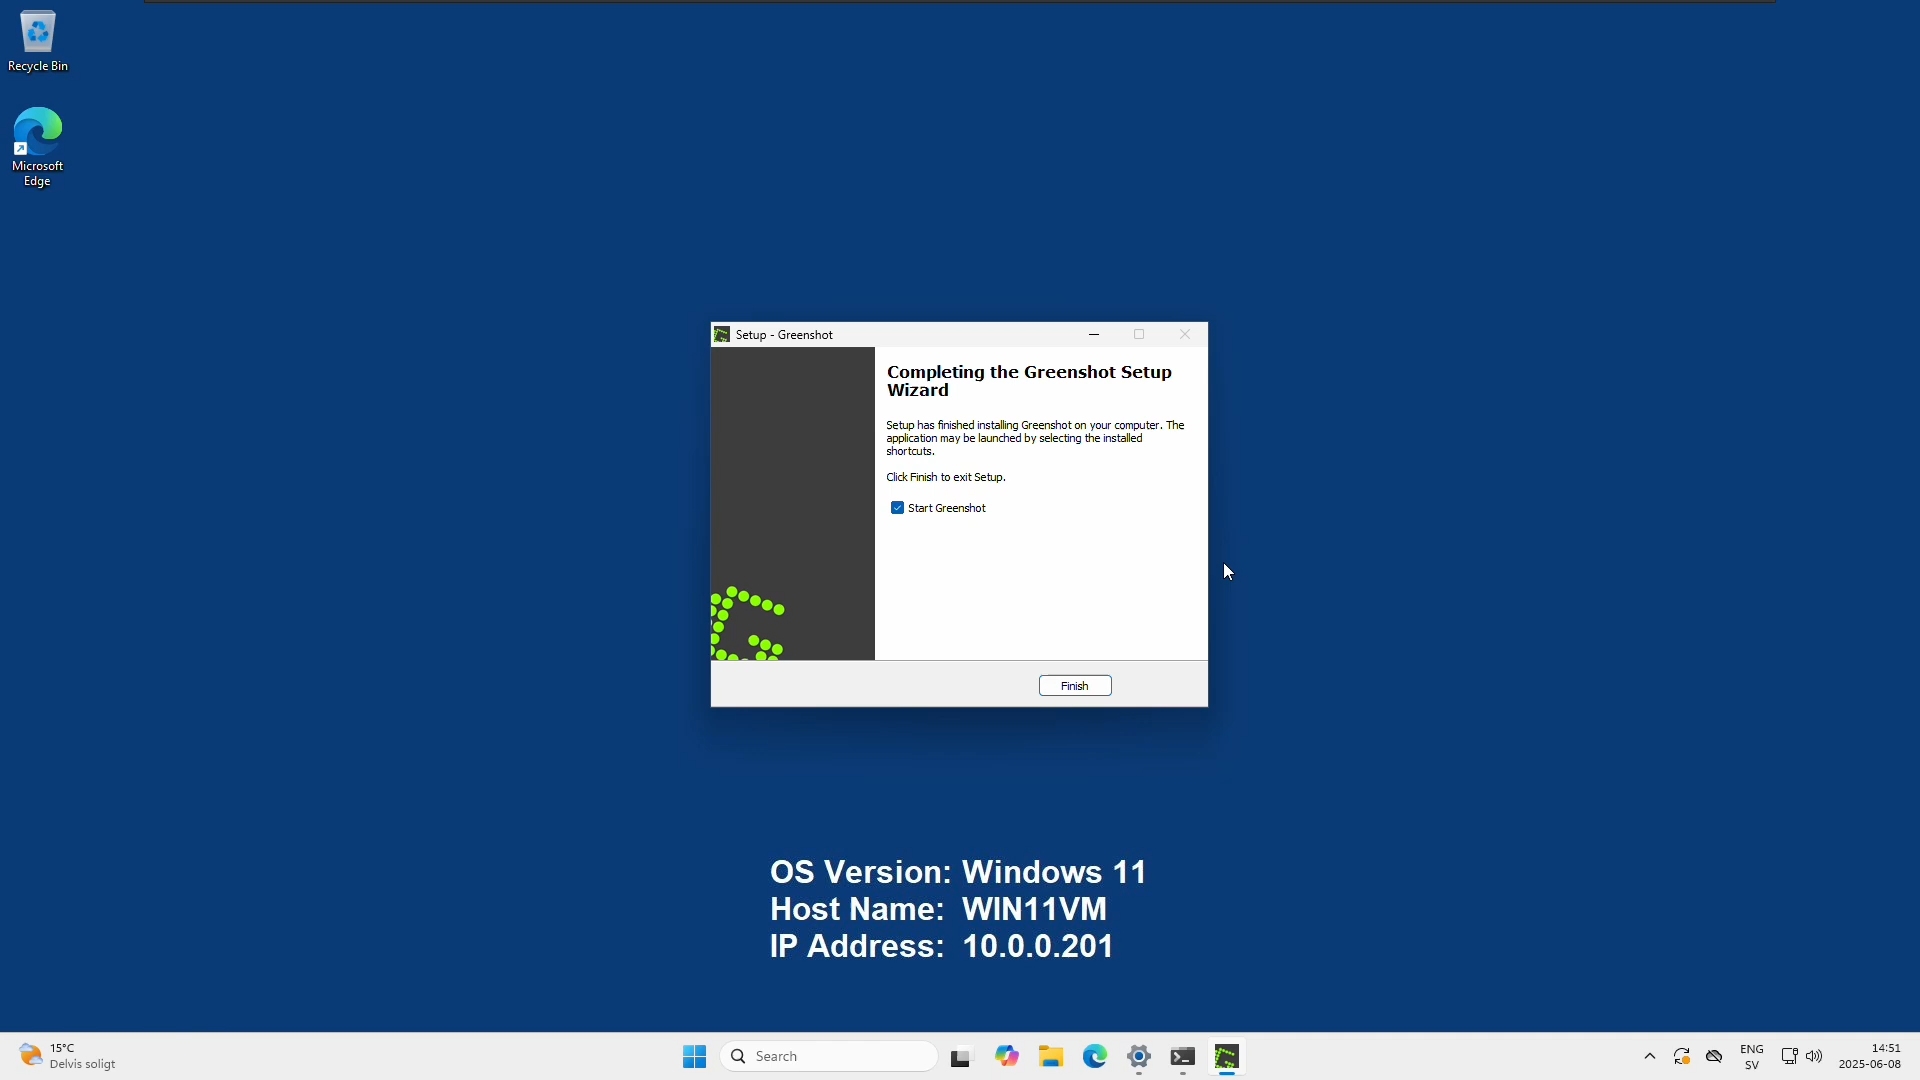 Recycle Bin
Microsoft
Edge
Setup - Greenshot
Completing the Greenshot Setup
Wizard
Setup has finished installing Greenshot on your computer. The
application may be launched by selecting the installed
shortcuts.
Click Finish to exit Setup.
Start Greenshot
Finish
OS Version: Windows 11
Host Name: WIN11VM
IP Address: 10.0.0.201
15°C
Delvis soligt
Search
ENG
SV
14:51
2025-06-08